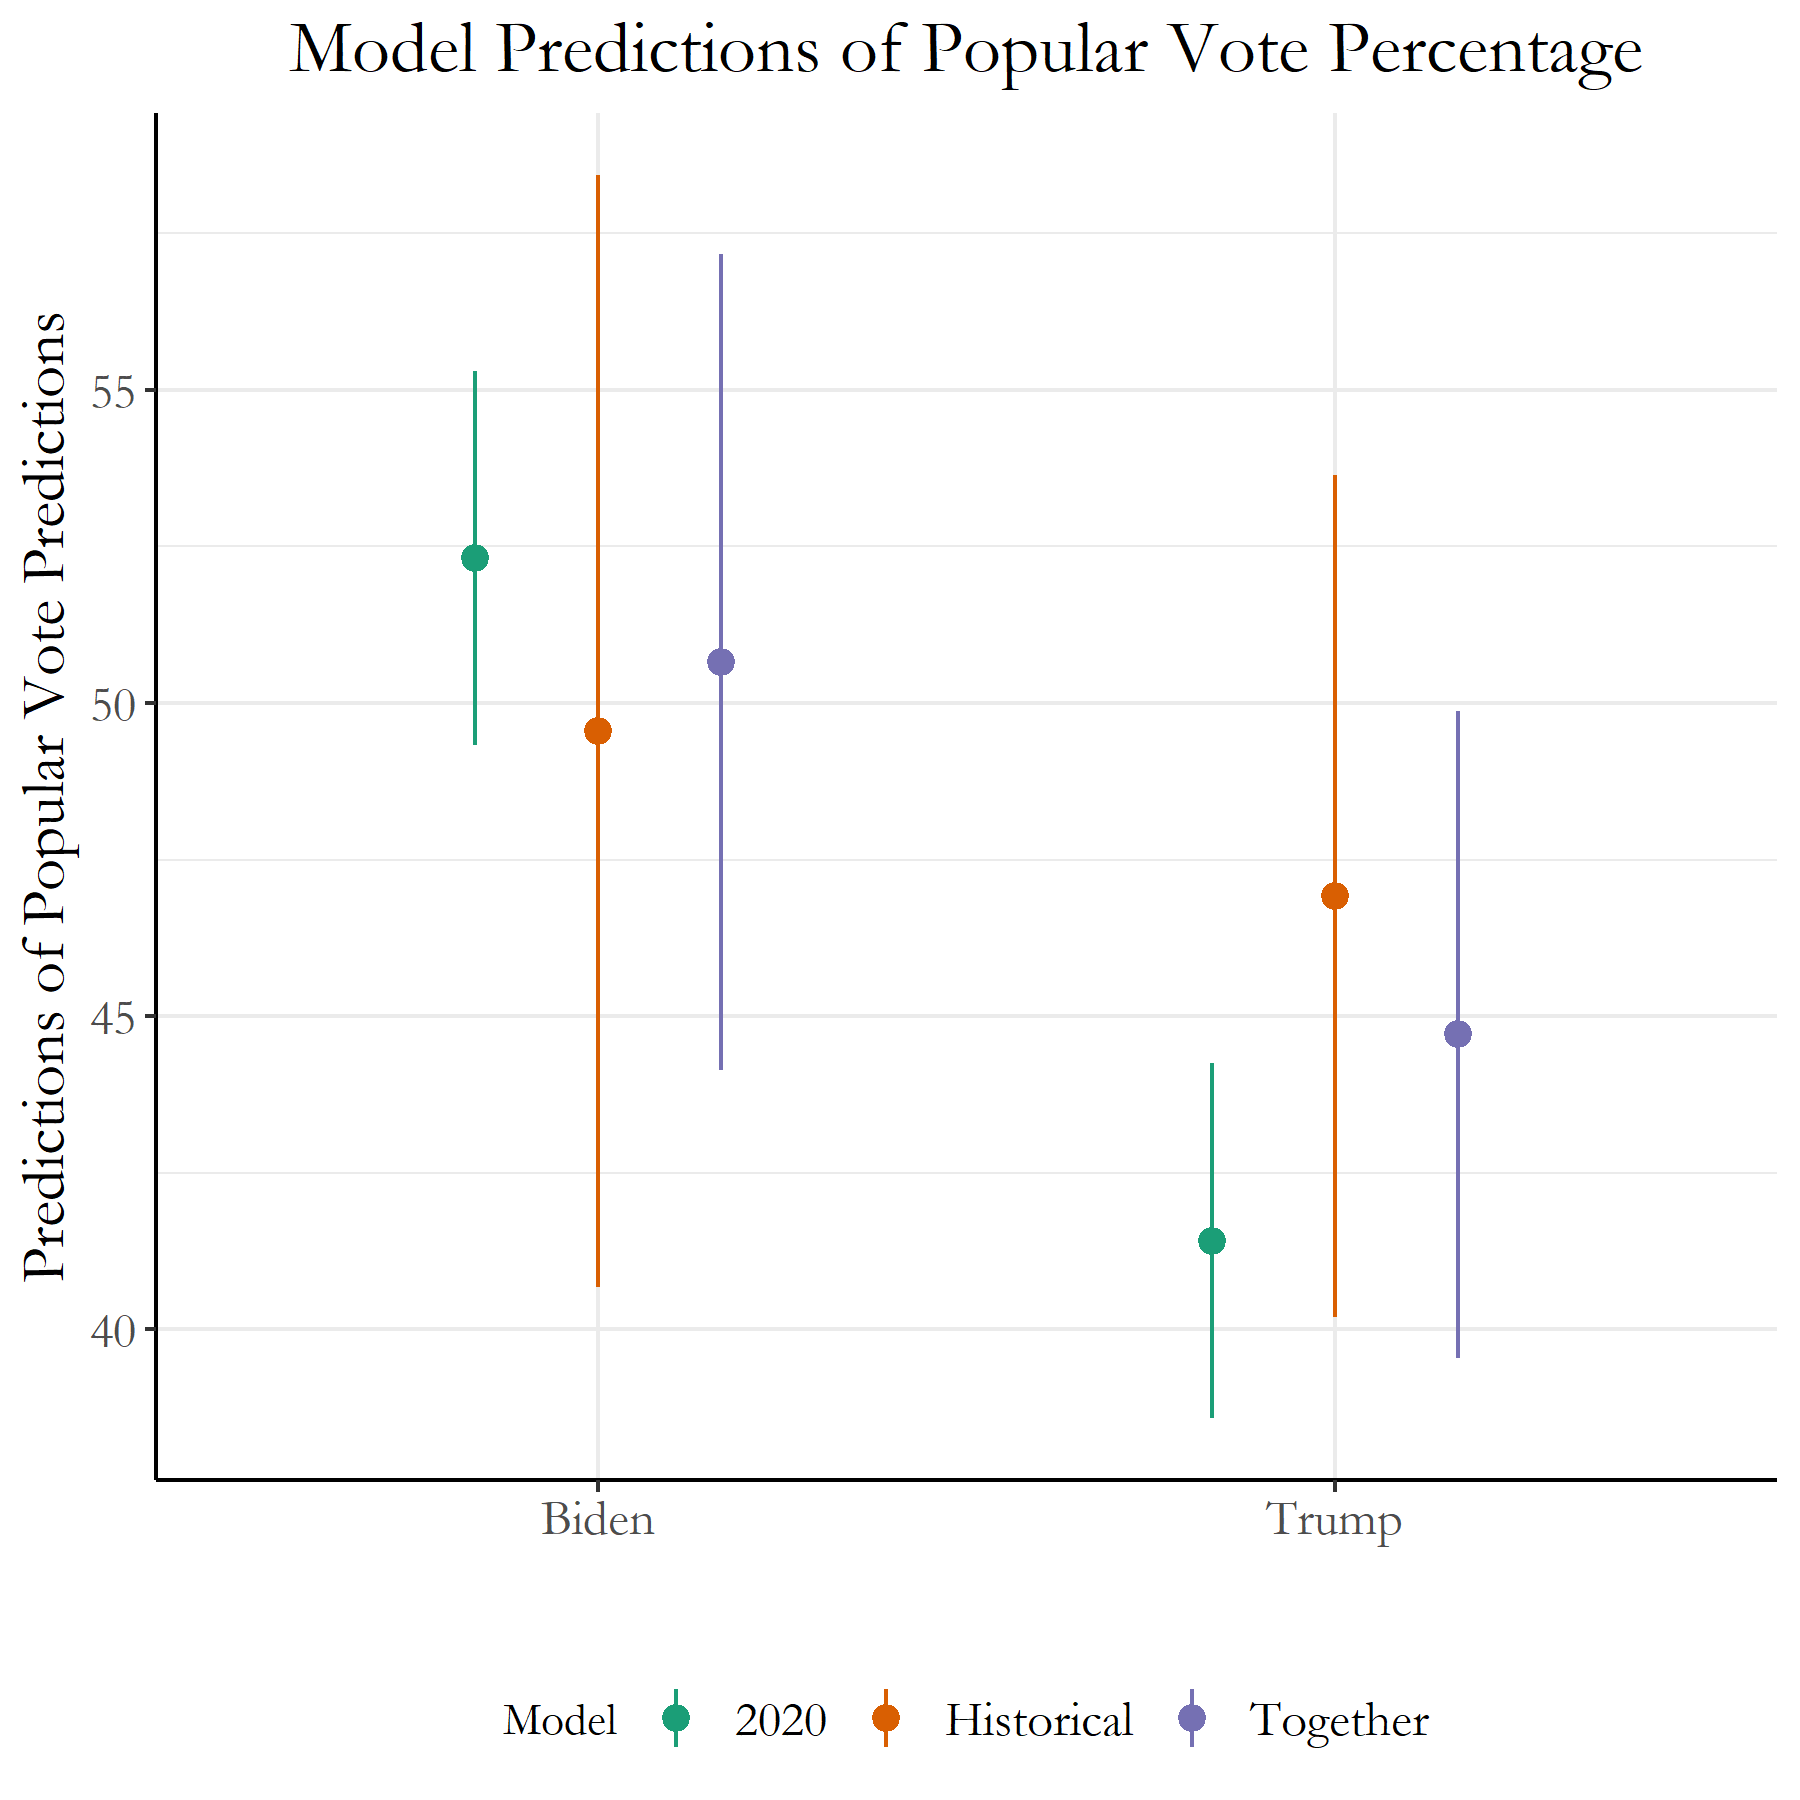 Model Predictions of Popular Vote Percentage
Predictions of Popular Vote Predictions
55
50
45
40
Biden Trump
Model 2020 Historical Together